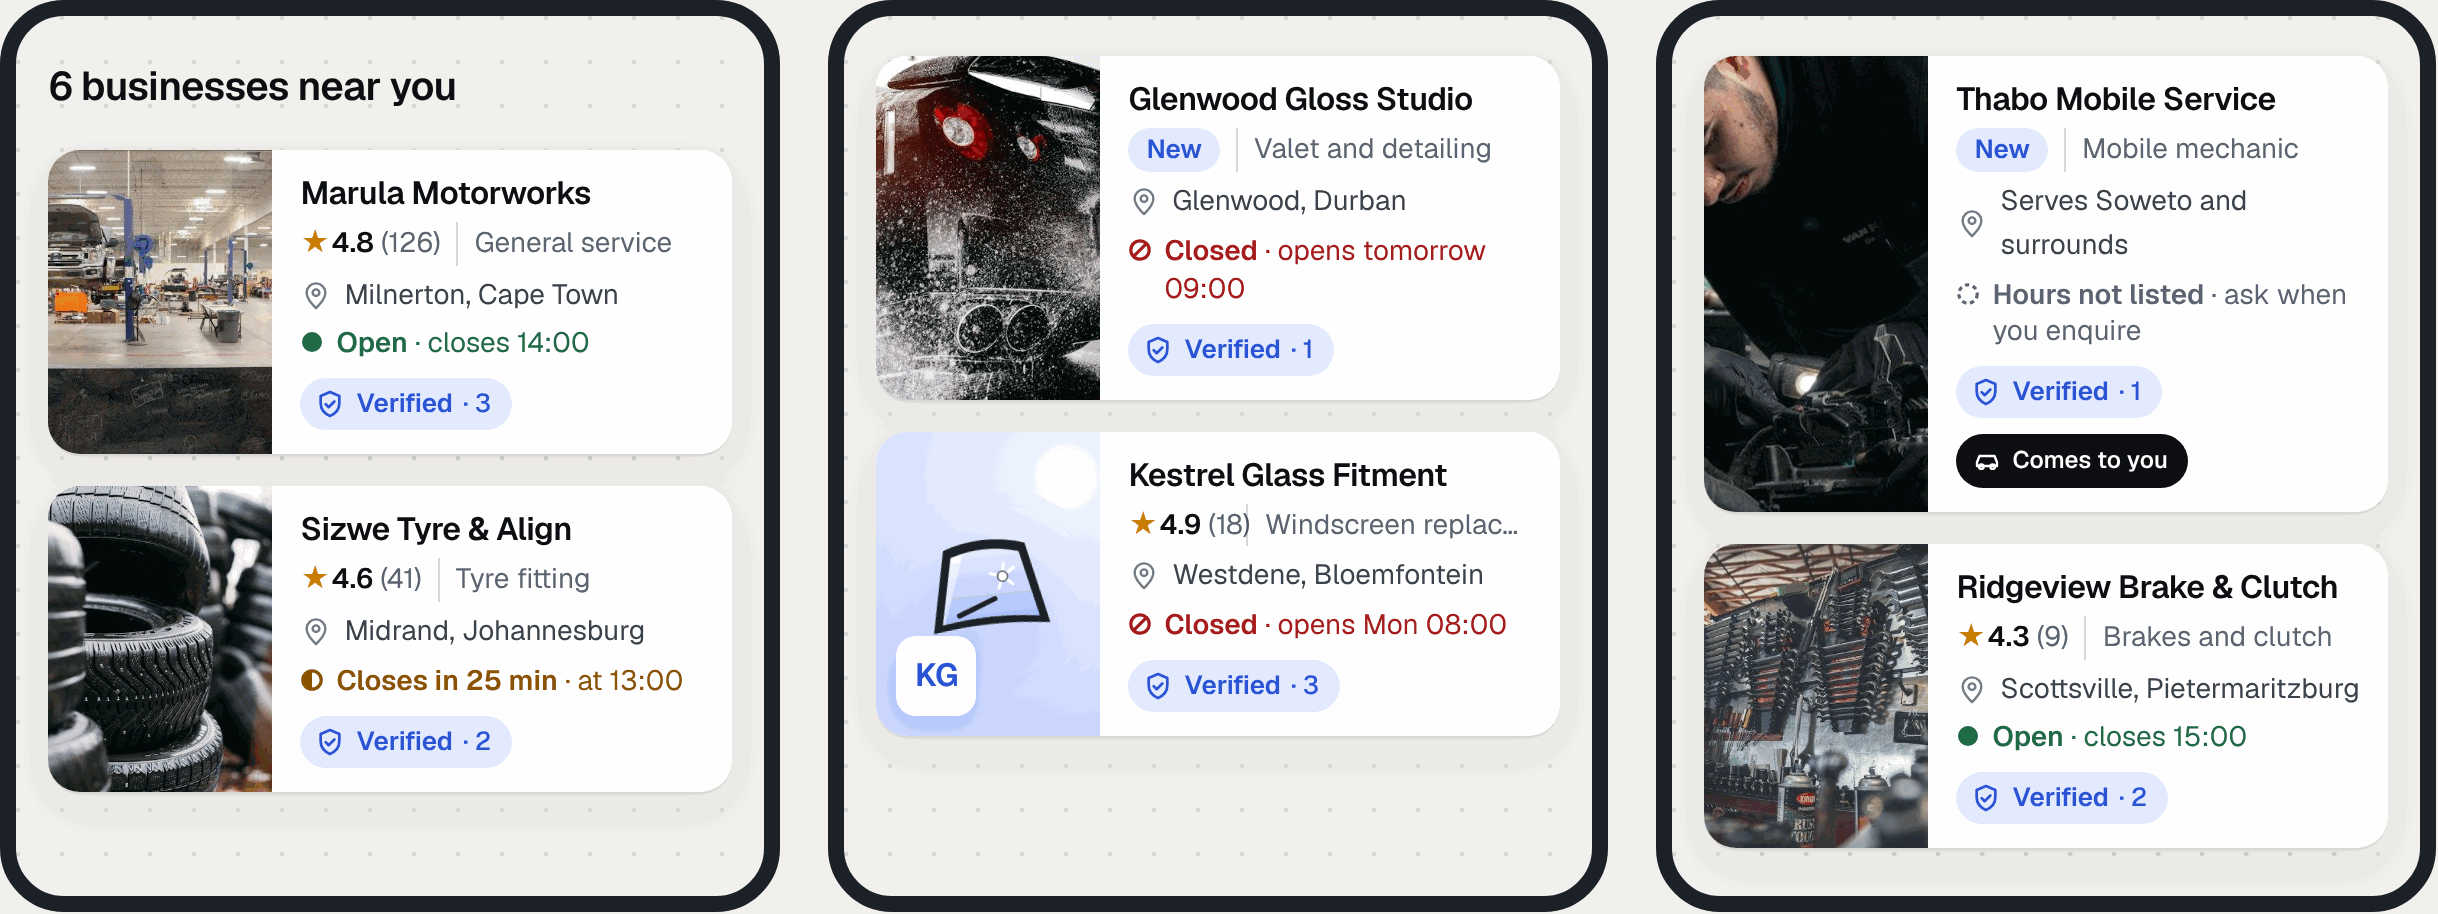 6 businesses near you
Marula Motorworks
★ 4.8 (126) General service
Milnerton, Cape Town
Open · closes 14:00
Verified · 3
Sizwe Tyre & Align
★ 4.6 (41) Tyre fitting
Midrand, Johannesburg
Closes in 25 min · at 13:00
Verified · 2
Glenwood Gloss Studio
New Valet and detailing
Glenwood, Durban
Closed · opens tomorrow
09:00
Verified · 1
Kestrel Glass Fitment
★ 4.9 (18) Windscreen replac...
Westdene, Bloemfontein
Closed · opens Mon 08:00
Verified · 3
KG
Thabo Mobile Service
New Mobile mechanic
Serves Soweto and
surrounds
Hours not listed · ask when
you enquire
Verified · 1
Comes to you
Ridgeview Brake & Clutch
★ 4.3 (9) Brakes and clutch
Scottsville, Pietermaritzburg
Open · closes 15:00
Verified · 2